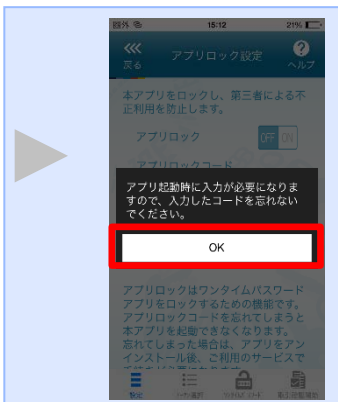 圏外 15:12 21%
戻る アプリロック設定 ? ヘルプ
本アプリをロックし、第三者による不
正利用を防止します。
アプリロック OFF ON
アプリロックコード
アプリ起動時に入力が必要になりま
すので、入力したコードを忘れない
でください。
OK
アプリロックはワンタイムパスワード
アプリをロックするための機能です。
アプリロックコードを忘れてしまうと
本アプリを起動できなくなります。
忘れてしまった場合は、アプリをアン
インストール後、ご利用のサービスで
設定